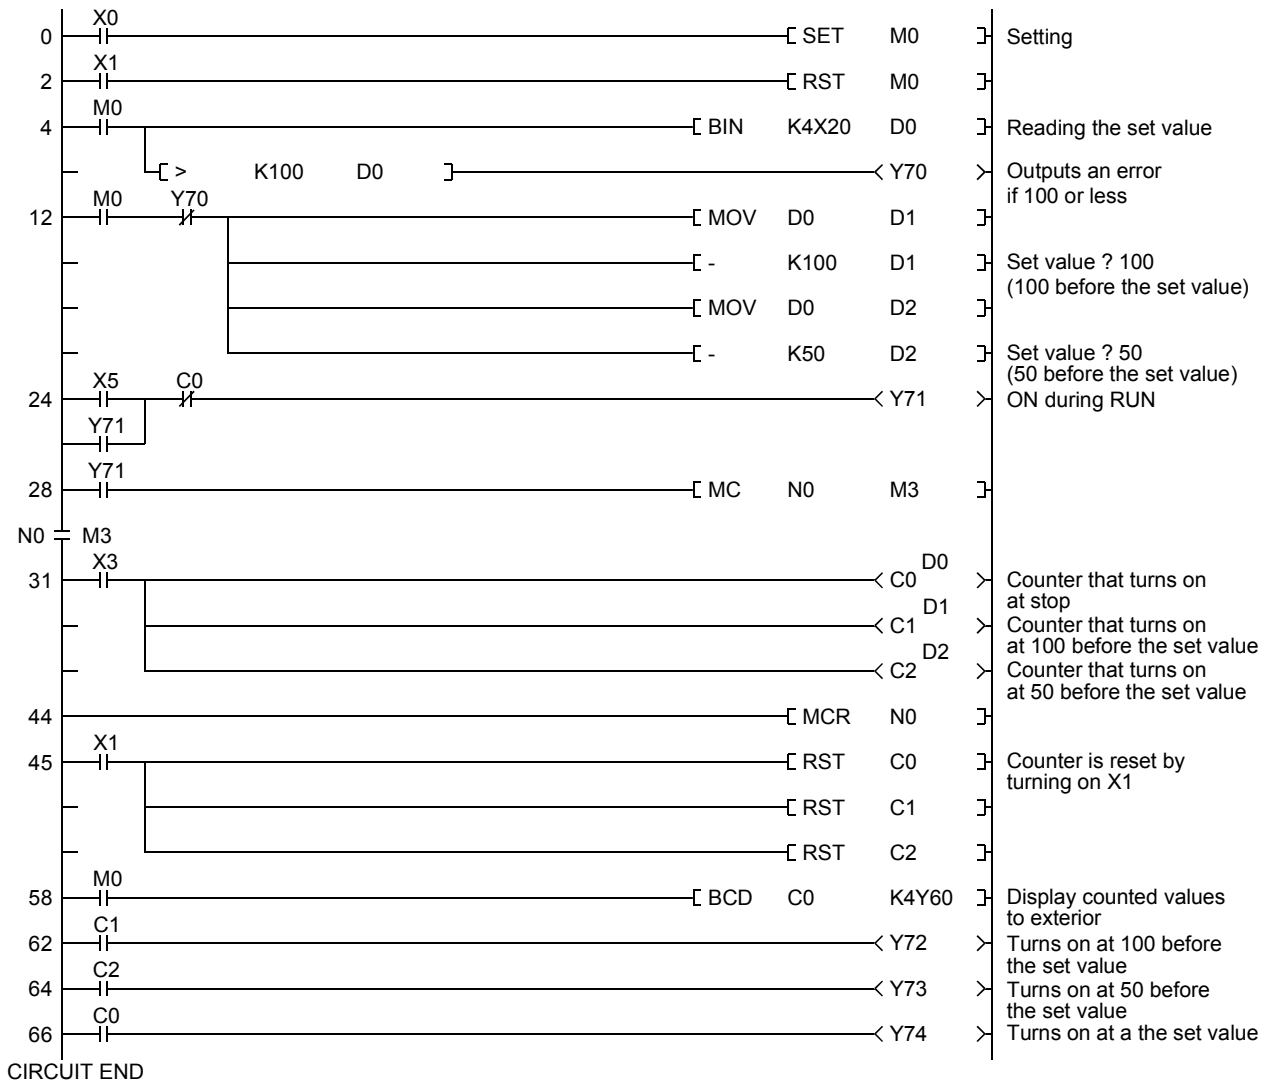 X0
0 SET M0 Setting
X1
2 RST M0
M0
4 BIN K4X20 D0 Reading the set value
> K100 D0 Y70 Outputs an error
if 100 or less
M0 Y70
12 MOV D0 D1
- K100 D1 Set value ? 100
(100 before the set value)
MOV D0 D2
- K50 D2 Set value ? 50
(50 before the set value)
X5 C0
24 Y71 ON during RUN
Y71
Y71
28 MC N0 M3
N0 M3
X3 D0
31 C0 Counter that turns on
at stop
D1
C1 Counter that turns on
at 100 before the set value
D2
C2 Counter that turns on
at 50 before the set value
44 MCR N0
X1
45 RST C0 Counter is reset by
turning on X1
RST C1
RST C2
M0
58 BCD C0 K4Y60 Display counted values
to exterior
C1
62 Y72 Turns on at 100 before
the set value
C2
64 Y73 Turns on at 50 before
the set value
C0
66 Y74 Turns on at a the set value
CIRCUIT END